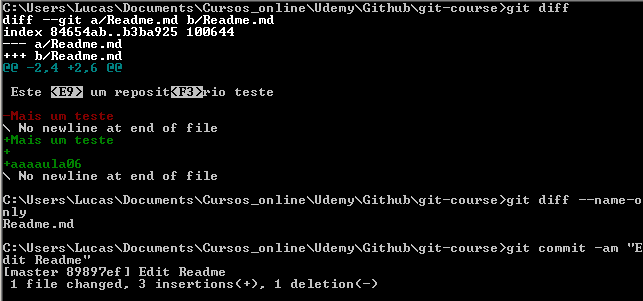 C:\Users\Lucas\Documents\Cursos_online\Udemy\Github\git-course>git diff
diff --git a/Readme.md b/Readme.md
index 84654ab..b3ba925 100644
--- a/Readme.md
+++ b/Readme.md
@@ -2,4 +2,6 @@
Este <E9> um reposit<F3>rio teste
-Mais um teste
\ No newline at end of file
+Mais um teste
+
+aaaaula06
\ No newline at end of file
C:\Users\Lucas\Documents\Cursos_online\Udemy\Github\git-course>git diff --name-o
nly
Readme.md
C:\Users\Lucas\Documents\Cursos_online\Udemy\Github\git-course>git commit -am "E
dit Readme"
[master 89897ef] Edit Readme
1 file changed, 3 insertions(+), 1 deletion(-)